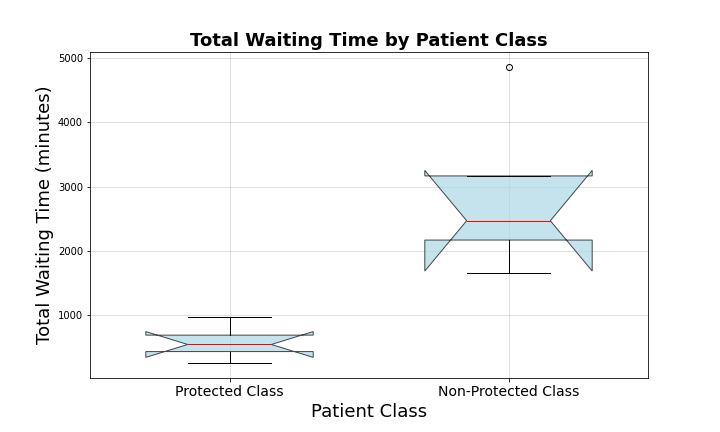 Total Waiting Time by Patient Class
Total Waiting Time (minutes)
5000
4000
3000
2000
1000
Protected Class
Non-Protected Class
Patient Class